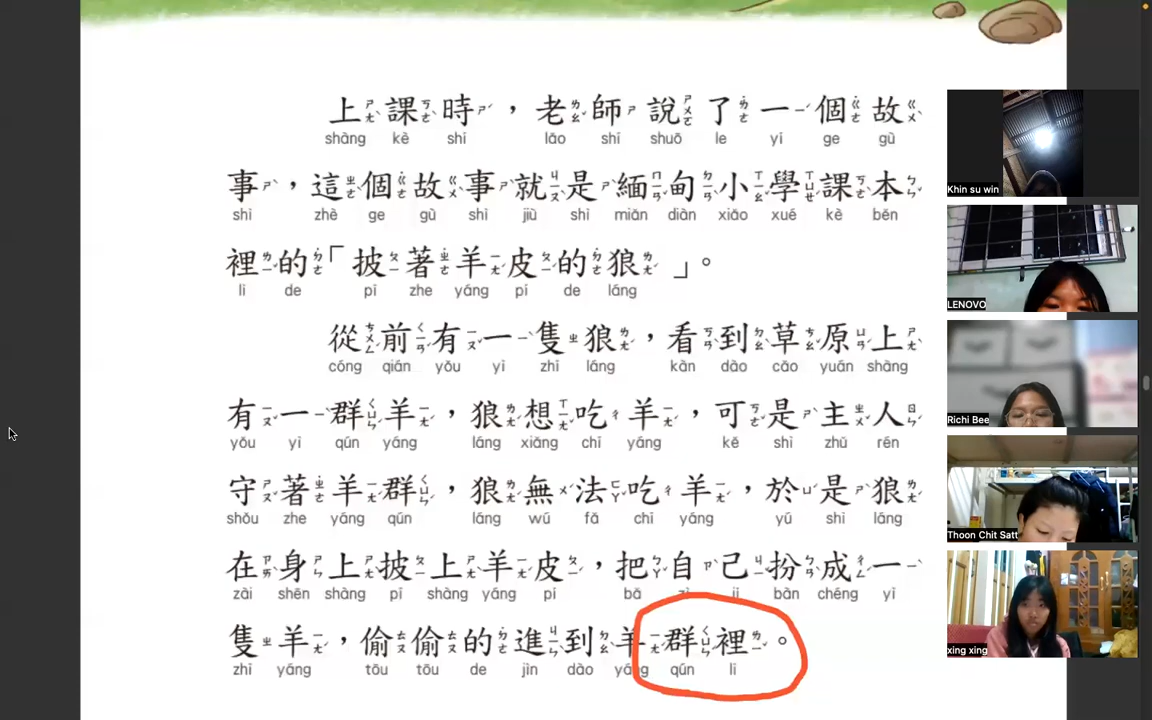 上課時，老師說了一個故
shàng kè shí lǎo shī shuō le yí ge gù
事，這個故事就是緬甸小學課本
shì zhè ge gù shì jiù shì miǎn diàn xiǎo xué kè běn
裡的「披著羊皮的狼」。
lǐ de pī zhe yáng pí de láng
從前有一隻狼，看到草原上
cóng qián yǒu yì zhī láng kàn dào cǎo yuán shàng
有一群羊，狼想吃羊，可是主人
yǒu yì qún yáng láng xiǎng chī yáng kě shì zhǔ rén
守著羊群，狼無法吃羊，於是狼
shǒu zhe yáng qún láng wú fǎ chī yáng yú shì láng
在身上披上羊皮，把自己扮成一
zài shēn shàng pī shàng yáng pí bǎ zì jǐ bàn chéng yì
隻羊，偷偷的進到羊群裡。
zhī yáng tōu tōu de jìn dào yáng qún lǐ
Khin su win
LENOVO
Richi Bee
Thoon Chit Satt
xing xing